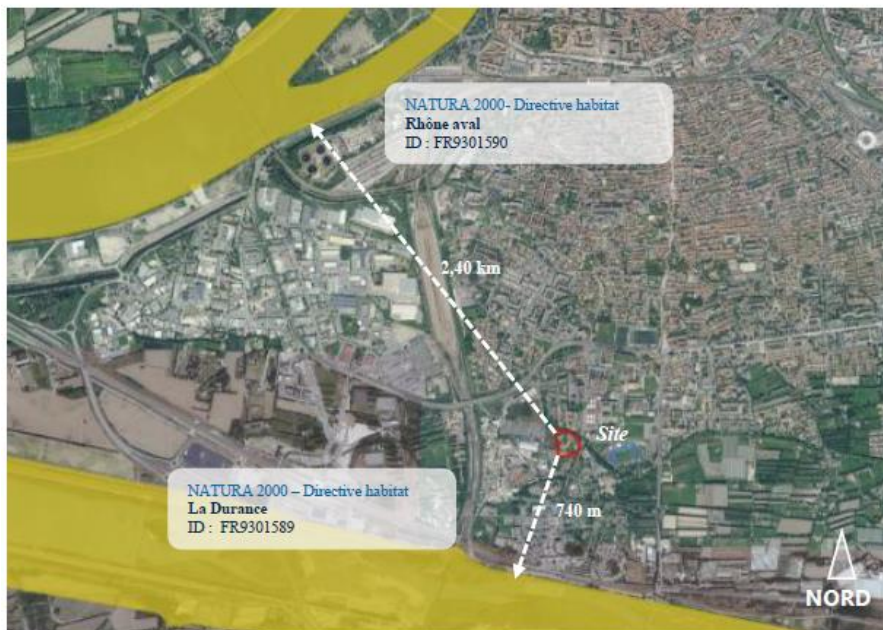 NATURA 2000- Directive habitat
Rhône aval
ID : FR9301590
2,40 km
Site
NATURA 2000 – Directive habitat
La Durance
ID : FR9301589
740 m
NORD